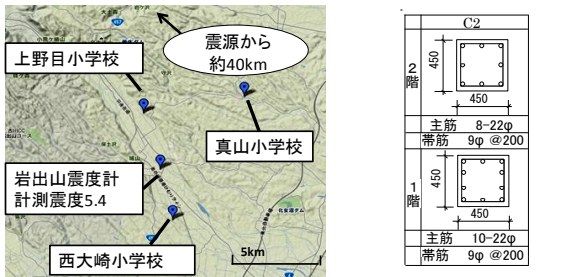 震源から
約40km
上野目小学校
真山小学校
岩出山震度計
計測震度5.4
西大崎小学校
5km
C2
2階
450
450
主筋 8-22φ
帯筋 9φ @200
1階
450
450
主筋 10-22φ
帯筋 9φ @200